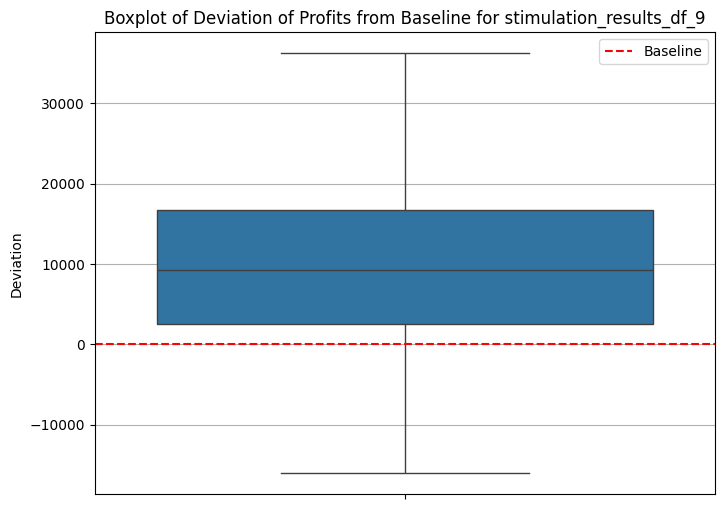 Boxplot of Deviation of Profits from Baseline for stimulation_results_df_9
Baseline
30000
20000
10000
0
−10000
Deviation